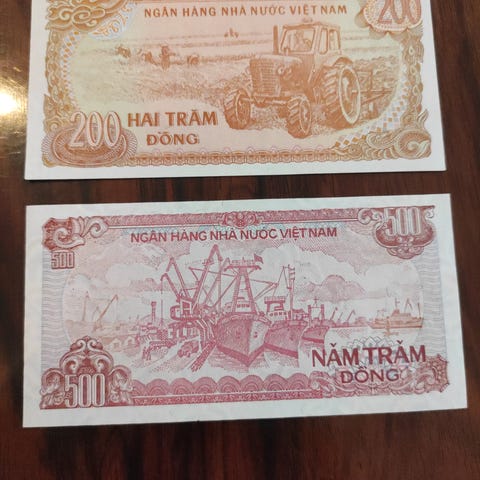 200
NGÂN HÀNG NHÀ NƯỚC VIỆT NAM
200 HAI TRĂM
ĐỒNG
500
NGÂN HÀNG NHÀ NƯỚC VIỆT NAM
500
500
NĂM TRĂM
ĐỒNG